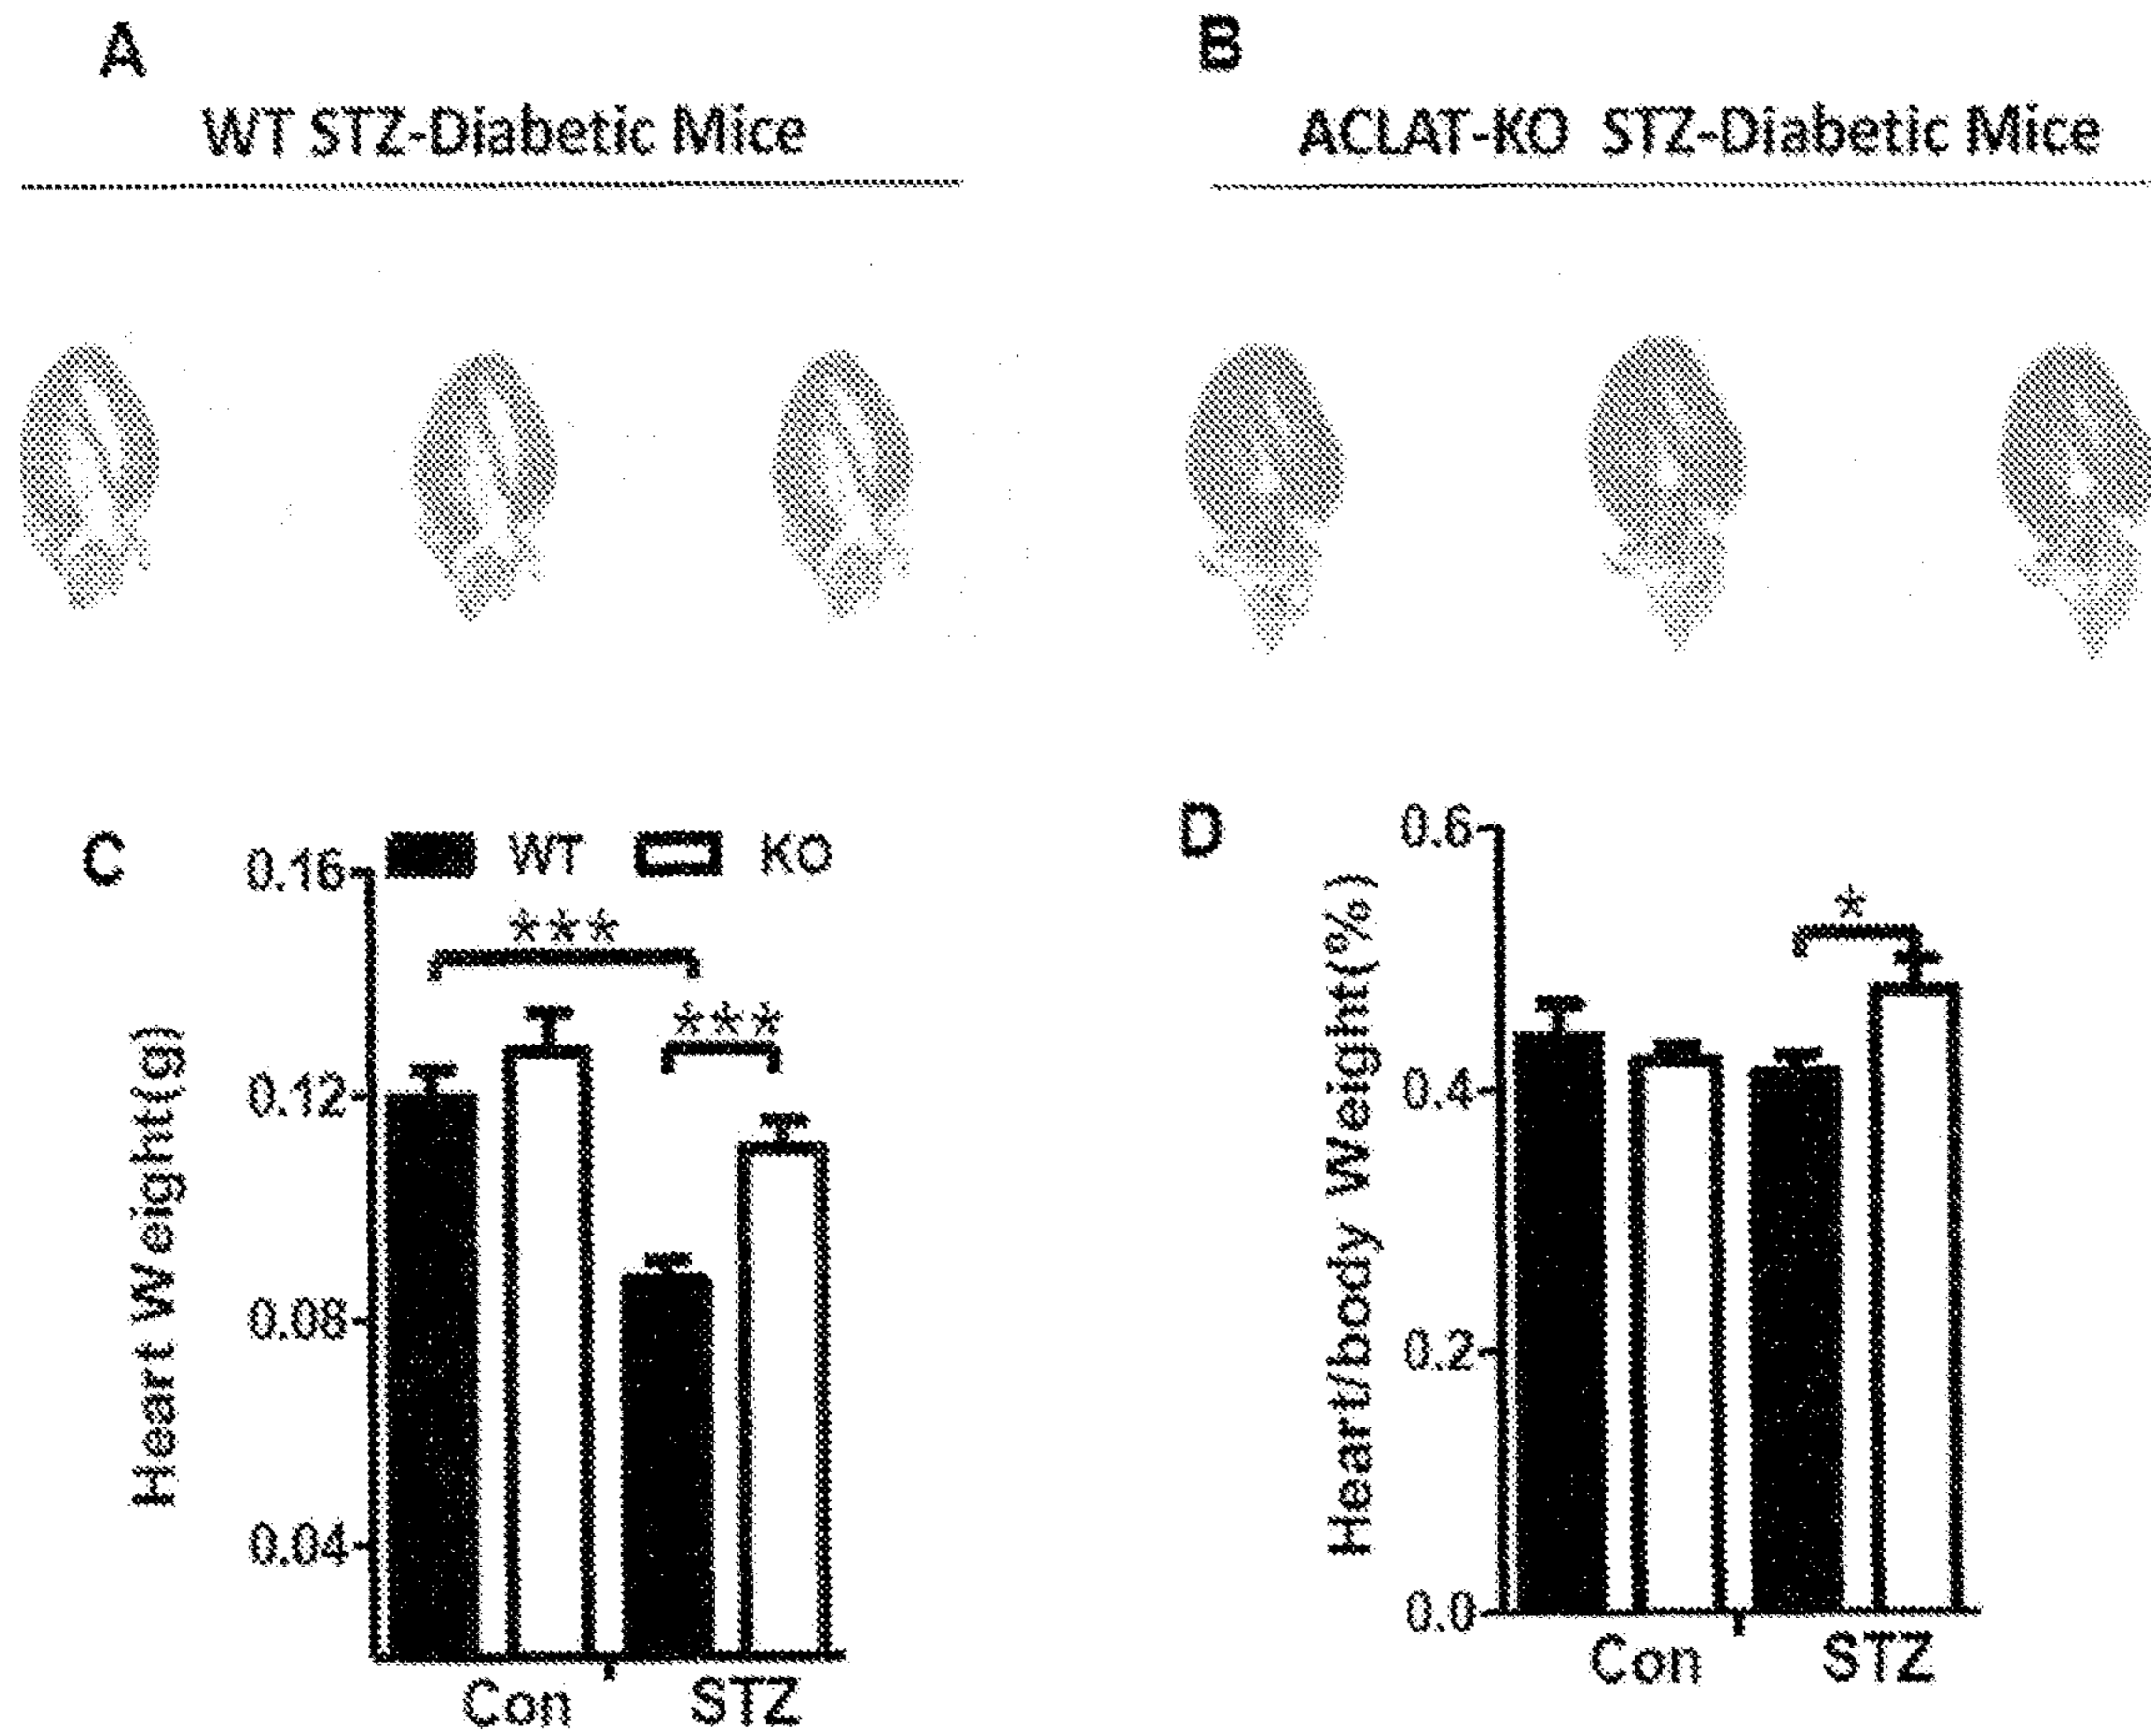 A
WT STZ-Diabetic Mice
B
ACLAT-KO STZ-Diabetic Mice
C
WT
KO
Heart Weight(g)
0.16
0.12
0.08
0.04
***
***
Con
STZ
D
Heart/body Weight(%)
0.6
0.4
0.2
0.0
*
Con
STZ